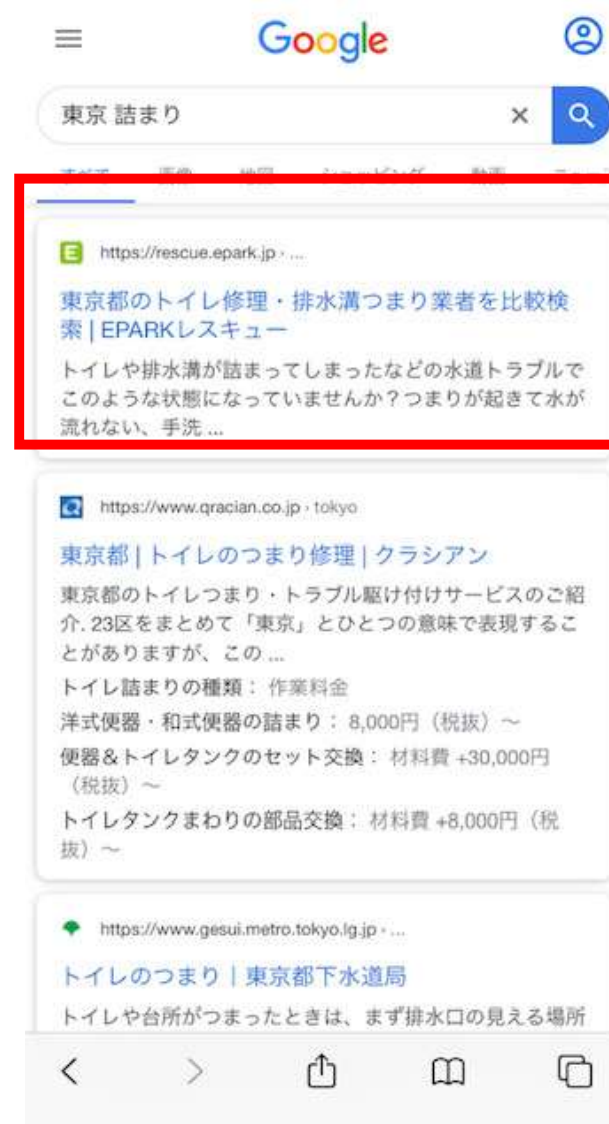 Google
東京 詰まり
https://rescue.epark.jp › ...
東京都のトイレ修理・排水溝つまり業者を比較検
索 | EPARKレスキュー
トイレや排水溝が詰まってしまったなどの水道トラブルで
このような状態になっていませんか？つまりが起きて水が
流れない、手洗 ...
https://www.qracian.co.jp › tokyo
東京都 | トイレのつまり修理 | クラシアン
東京都のトイレつまり・トラブル駆け付けサービスのご紹
介. 23区をまとめて「東京」とひとつの意味で表現するこ
とがありますが、この ...
トイレ詰まりの種類： 作業料金
洋式便器・和式便器の詰まり： 8,000円（税抜）～
便器＆トイレタンクのセット交換： 材料費 +30,000円
（税抜）～
トイレタンクまわりの部品交換： 材料費 +8,000円（税
抜）～
https://www.gesui.metro.tokyo.lg.jp › ...
トイレのつまり｜東京都下水道局
トイレや台所がつまったときは、まず排水口の見える場所